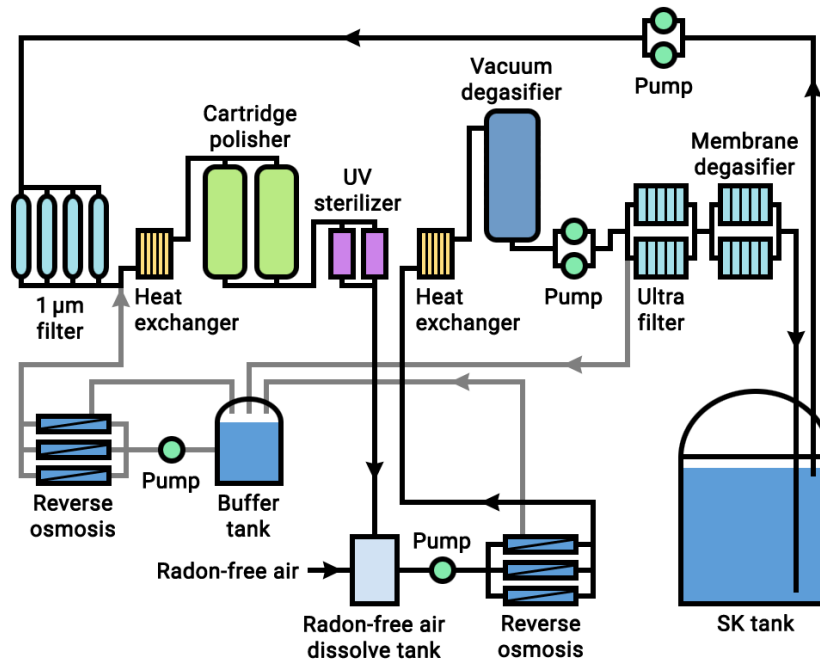 Pump
Vacuum
degasifier
Cartridge
polisher
Membrane
degasifier
UV
sterilizer
1 µm
filter
Heat
exchanger
Heat
exchanger
Pump
Ultra
filter
Reverse
osmosis
Pump
Buffer
tank
Pump
Radon-free air
Radon-free air
dissolve tank
Reverse
osmosis
SK tank